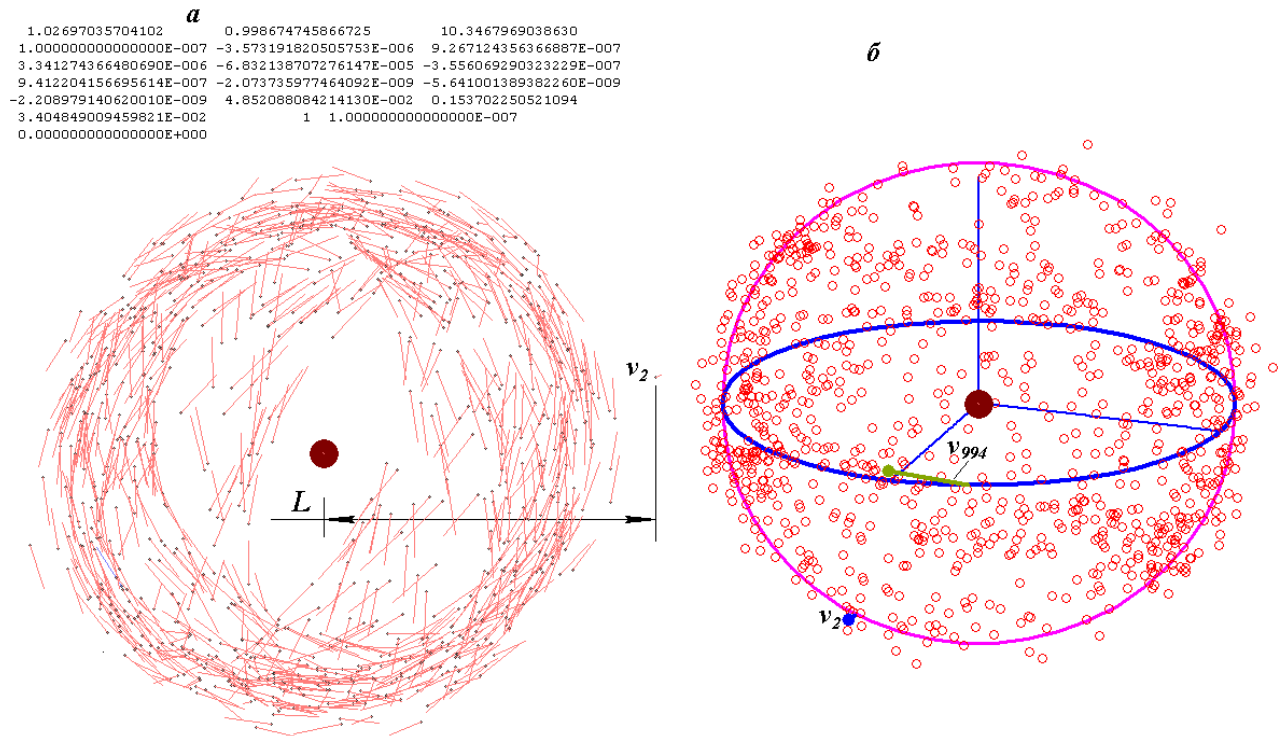 а
1.02697035704102 0.998674745866725 10.3467969038630
1.000000000000000E-007 -3.573191820505753E-006 9.267124356366887E-007
3.341274366480690E-006 -6.832138707276147E-005 -3.556069290323229E-007
9.412204156695614E-007 -2.073735977464092E-009 -5.641001389382260E-009
-2.208979140620010E-009 4.852088084214130E-002 0.153702250521094
3.404849009459821E-002 1 1.000000000000000E-007
0.000000000000000E+000
б
v2
L
v994
v2